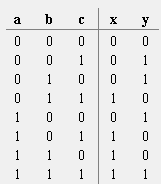 a b c x y
0 0 0 0 0
0 0 1 0 1
0 1 0 0 1
0 1 1 1 0
1 0 0 0 1
1 0 1 1 0
1 1 0 1 0
1 1 1 1 1